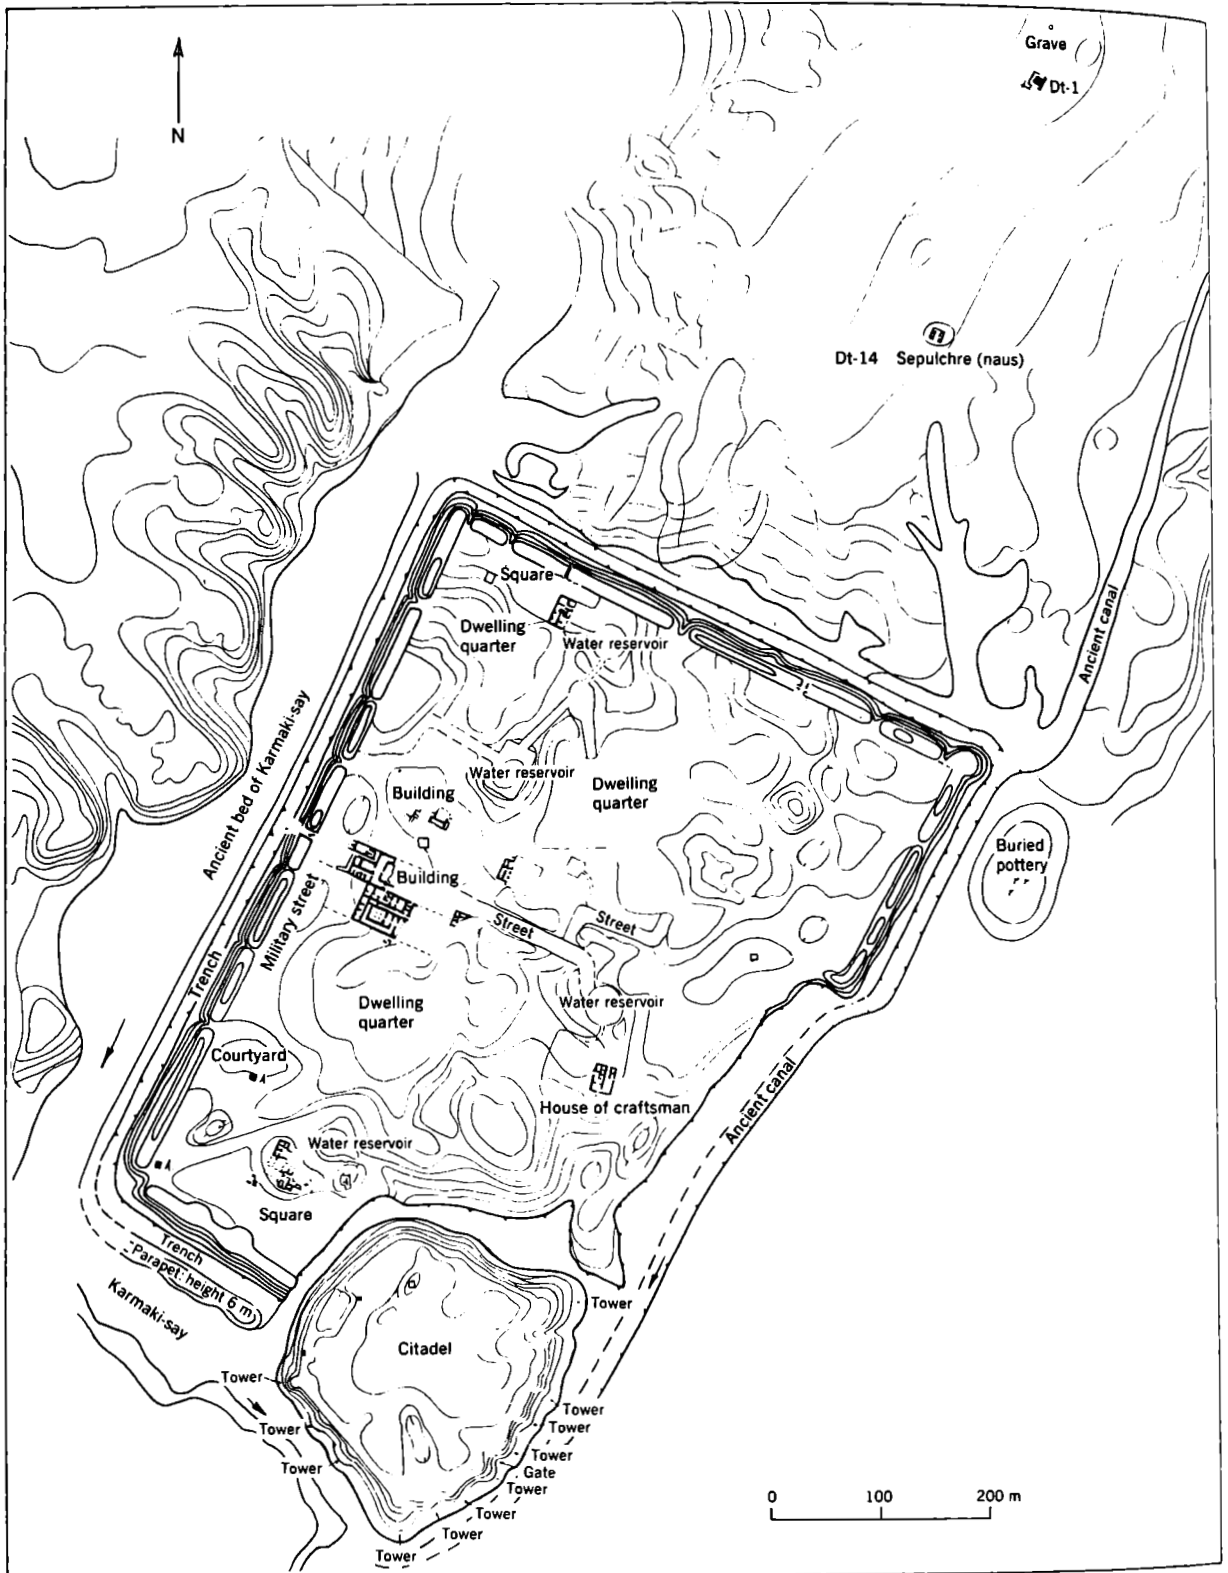 Grave
Dt-1
N
Dt-14 Sepulchre (naus)
Square
Ancient canal
Dwelling
quarter
Water reservoir
Ancient bed of Karmaki-say
Water reservoir
Dwelling
quarter
Building
Buried
pottery
Building
Military street
Street
Street
Trench
Dwelling
quarter
Water reservoir
Courtyard
A
Ancient canal
House of craftsman
Water reservoir
A
Square
Trench
Parapet: height 6 m
Karmaki-say
Tower
Citadel
Tower
Tower
Tower
Tower
Tower
Tower
Gate
Tower
Tower
Tower
Tower
0 100 200 m